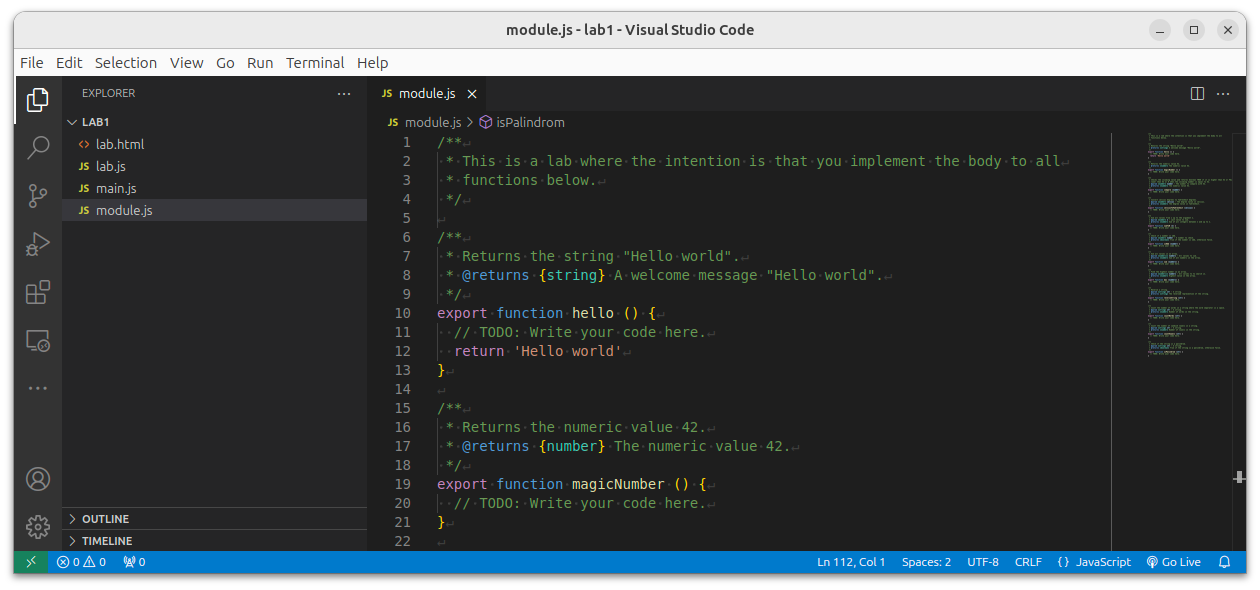 module.js - lab1 - Visual Studio Code
File Edit Selection View Go Run Terminal Help
EXPLORER
LAB1
<> lab.html
JS lab.js
JS main.js
JS module.js
OUTLINE
TIMELINE
JS module.js
JS module.js > isPalindrom
1 /**
2  * This is a lab where the intention is that you implement the body to all
3  * functions below.
4  */
5
6 /**
7  * Returns the string "Hello world".
8  * @returns {string} A welcome message "Hello world".
9  */
10 export function hello () {
11   // TODO: Write your code here.
12   return 'Hello world'
13 }
14
15 /**
16  * Returns the numeric value 42.
17  * @returns {number} The numeric value 42.
18  */
19 export function magicNumber () {
20   // TODO: Write your code here.
21 }
22
0 0 0 Ln 112, Col 1 Spaces: 2 UTF-8 CRLF {} JavaScript Go Live